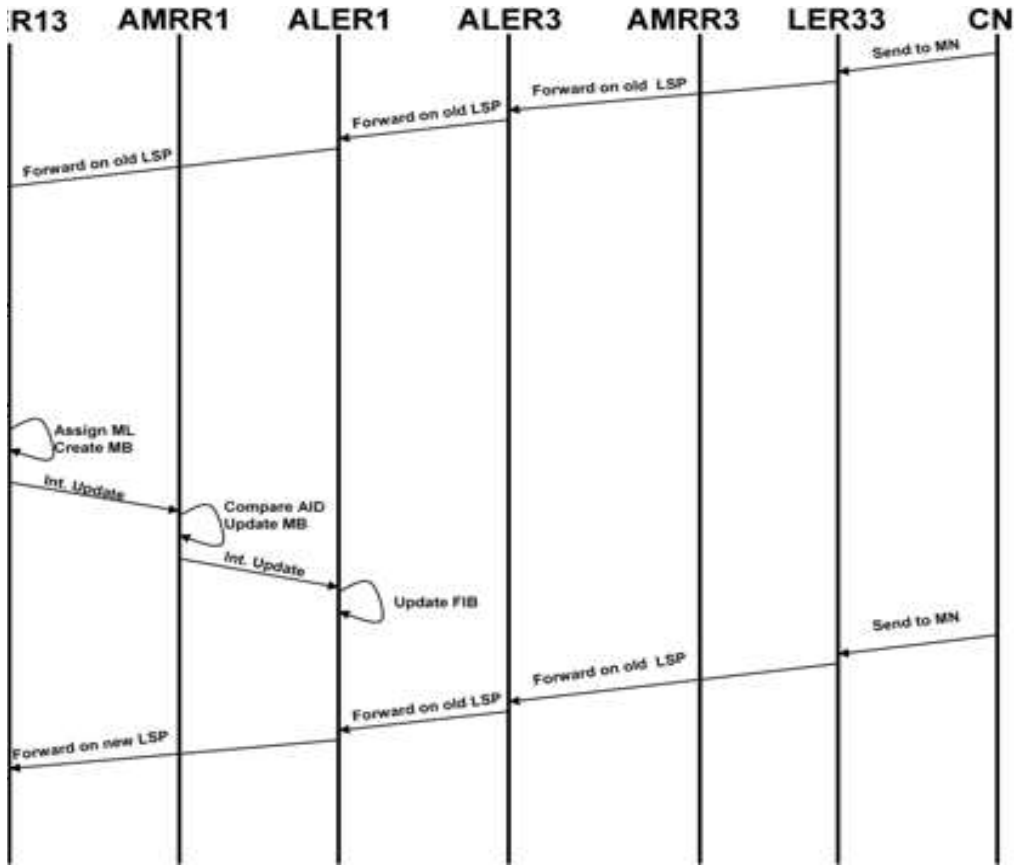 ER13 AMRR1 ALER1 ALER3 AMRR3 LER33 CN
Send to MN
Forward on old LSP
Forward on old LSP
Forward on old LSP
Assign ML
Create MB
Int. Update
Compare AID
Update MB
Int. Update
Update FIB
Send to MN
Forward on old LSP
Forward on old LSP
Forward on new LSP